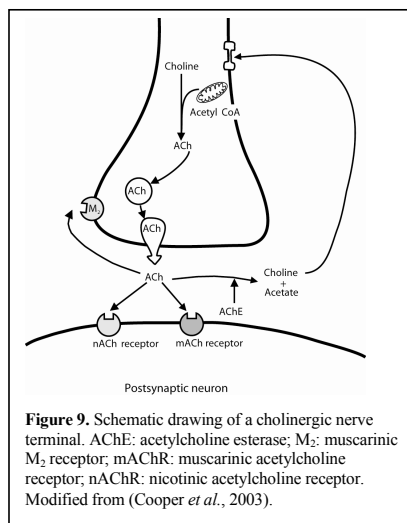 Choline
Acetyl CoA
ACh
ACh
ACh
M₂
ACh
Choline
+
Acetate
AChE
nACh receptor
mACh receptor
Postsynaptic neuron
Figure 9. Schematic drawing of a cholinergic nerve
terminal. AChE: acetylcholine esterase; M₂: muscarinic
M₂ receptor; mAChR: muscarinic acetylcholine
receptor; nAChR: nicotinic acetylcholine receptor.
Modified from (Cooper et al., 2003).